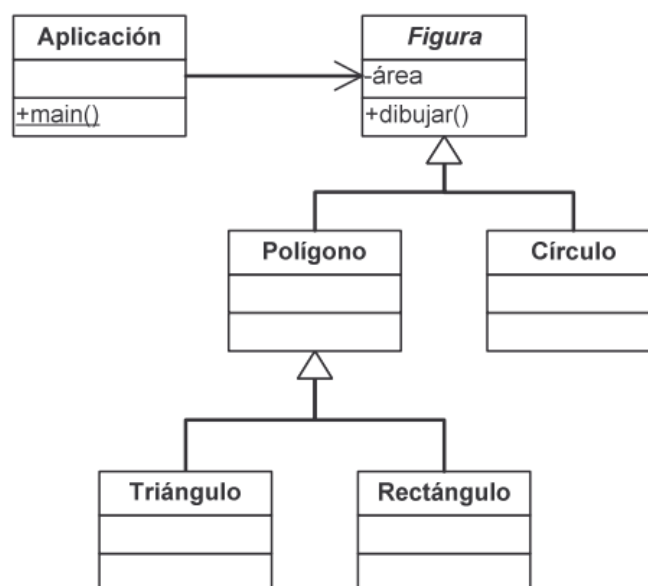 Aplicación
+main()
Figura
-área
+dibujar()
Polígono
Círculo
Triángulo
Rectángulo